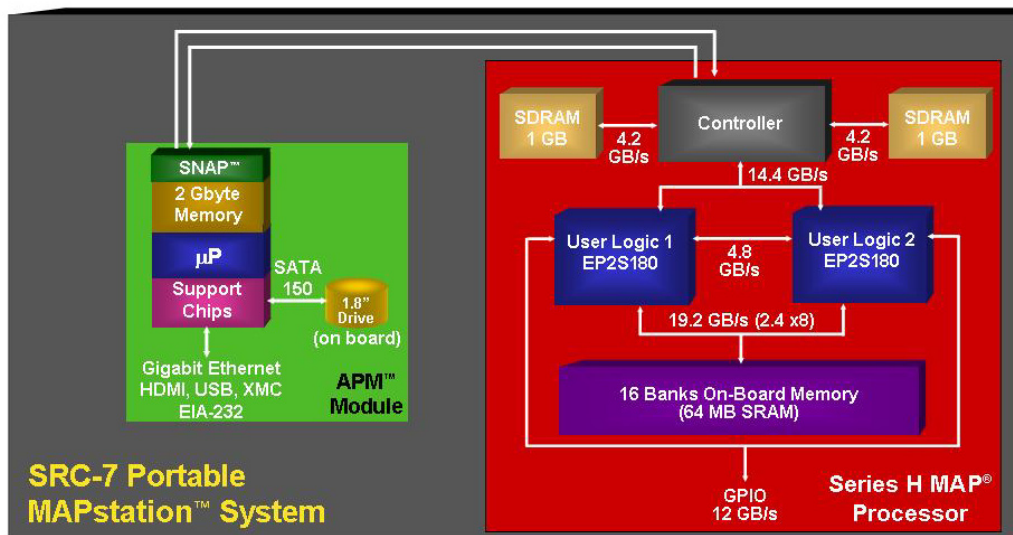 SNAP™
2 Gbyte
Memory
µP
Support
Chips
SATA
150
1.8”
Drive
(on board)
Gigabit Ethernet
HDMI, USB, XMC
EIA-232
APM™
Module
SRC-7 Portable
MAPstation™ System
SDRAM
1 GB
4.2
GB/s
Controller
4.2
GB/s
SDRAM
1 GB
14.4 GB/s
User Logic 1
EP2S180
4.8
GB/s
User Logic 2
EP2S180
19.2 GB/s (2.4 x8)
16 Banks On-Board Memory
(64 MB SRAM)
GPIO
12 GB/s
Series H MAP®
Processor